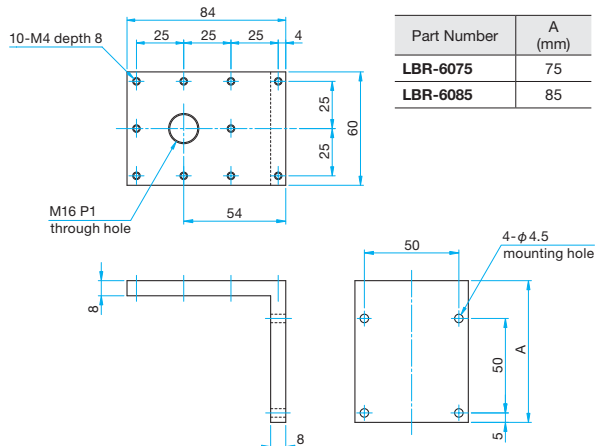 84
10-M4 depth 8
25
25
25
4
25
25
60
M16 P1
through hole
54
Part Number
A
(mm)
LBR-6075
75
LBR-6085
85
8
8
50
4-φ4.5
mounting hole
50
A
5